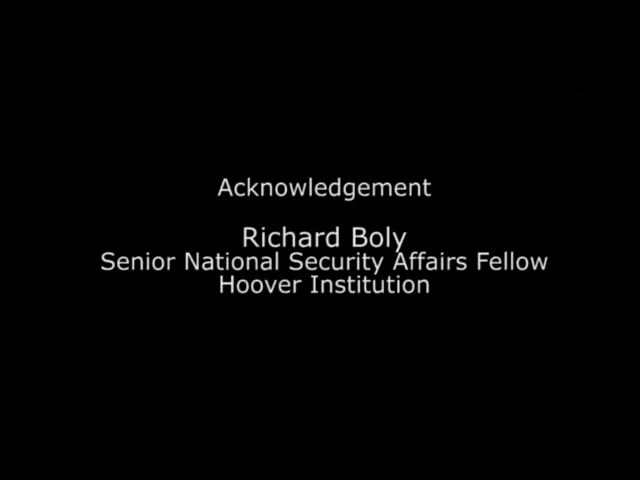 Acknowledgement
Richard Boly
Senior National Security Affairs Fellow
Hoover Institution